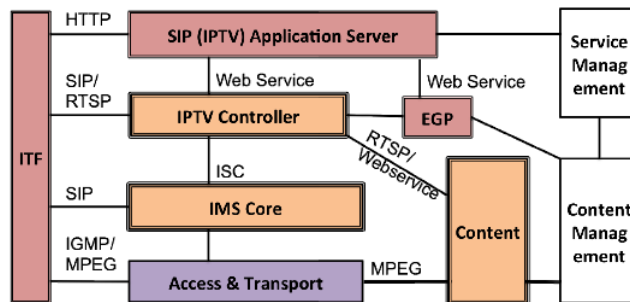 HTTP
SIP (IPTV) Application Server
Service
Manag
ement
SIP/
RTSP
Web Service
Web Service
IPTV Controller
EGP
ITF
RTSP/
Webservice
ISC
SIP
IMS Core
IGMP/
MPEG
Content
Content
Manag
ement
Access & Transport
MPEG